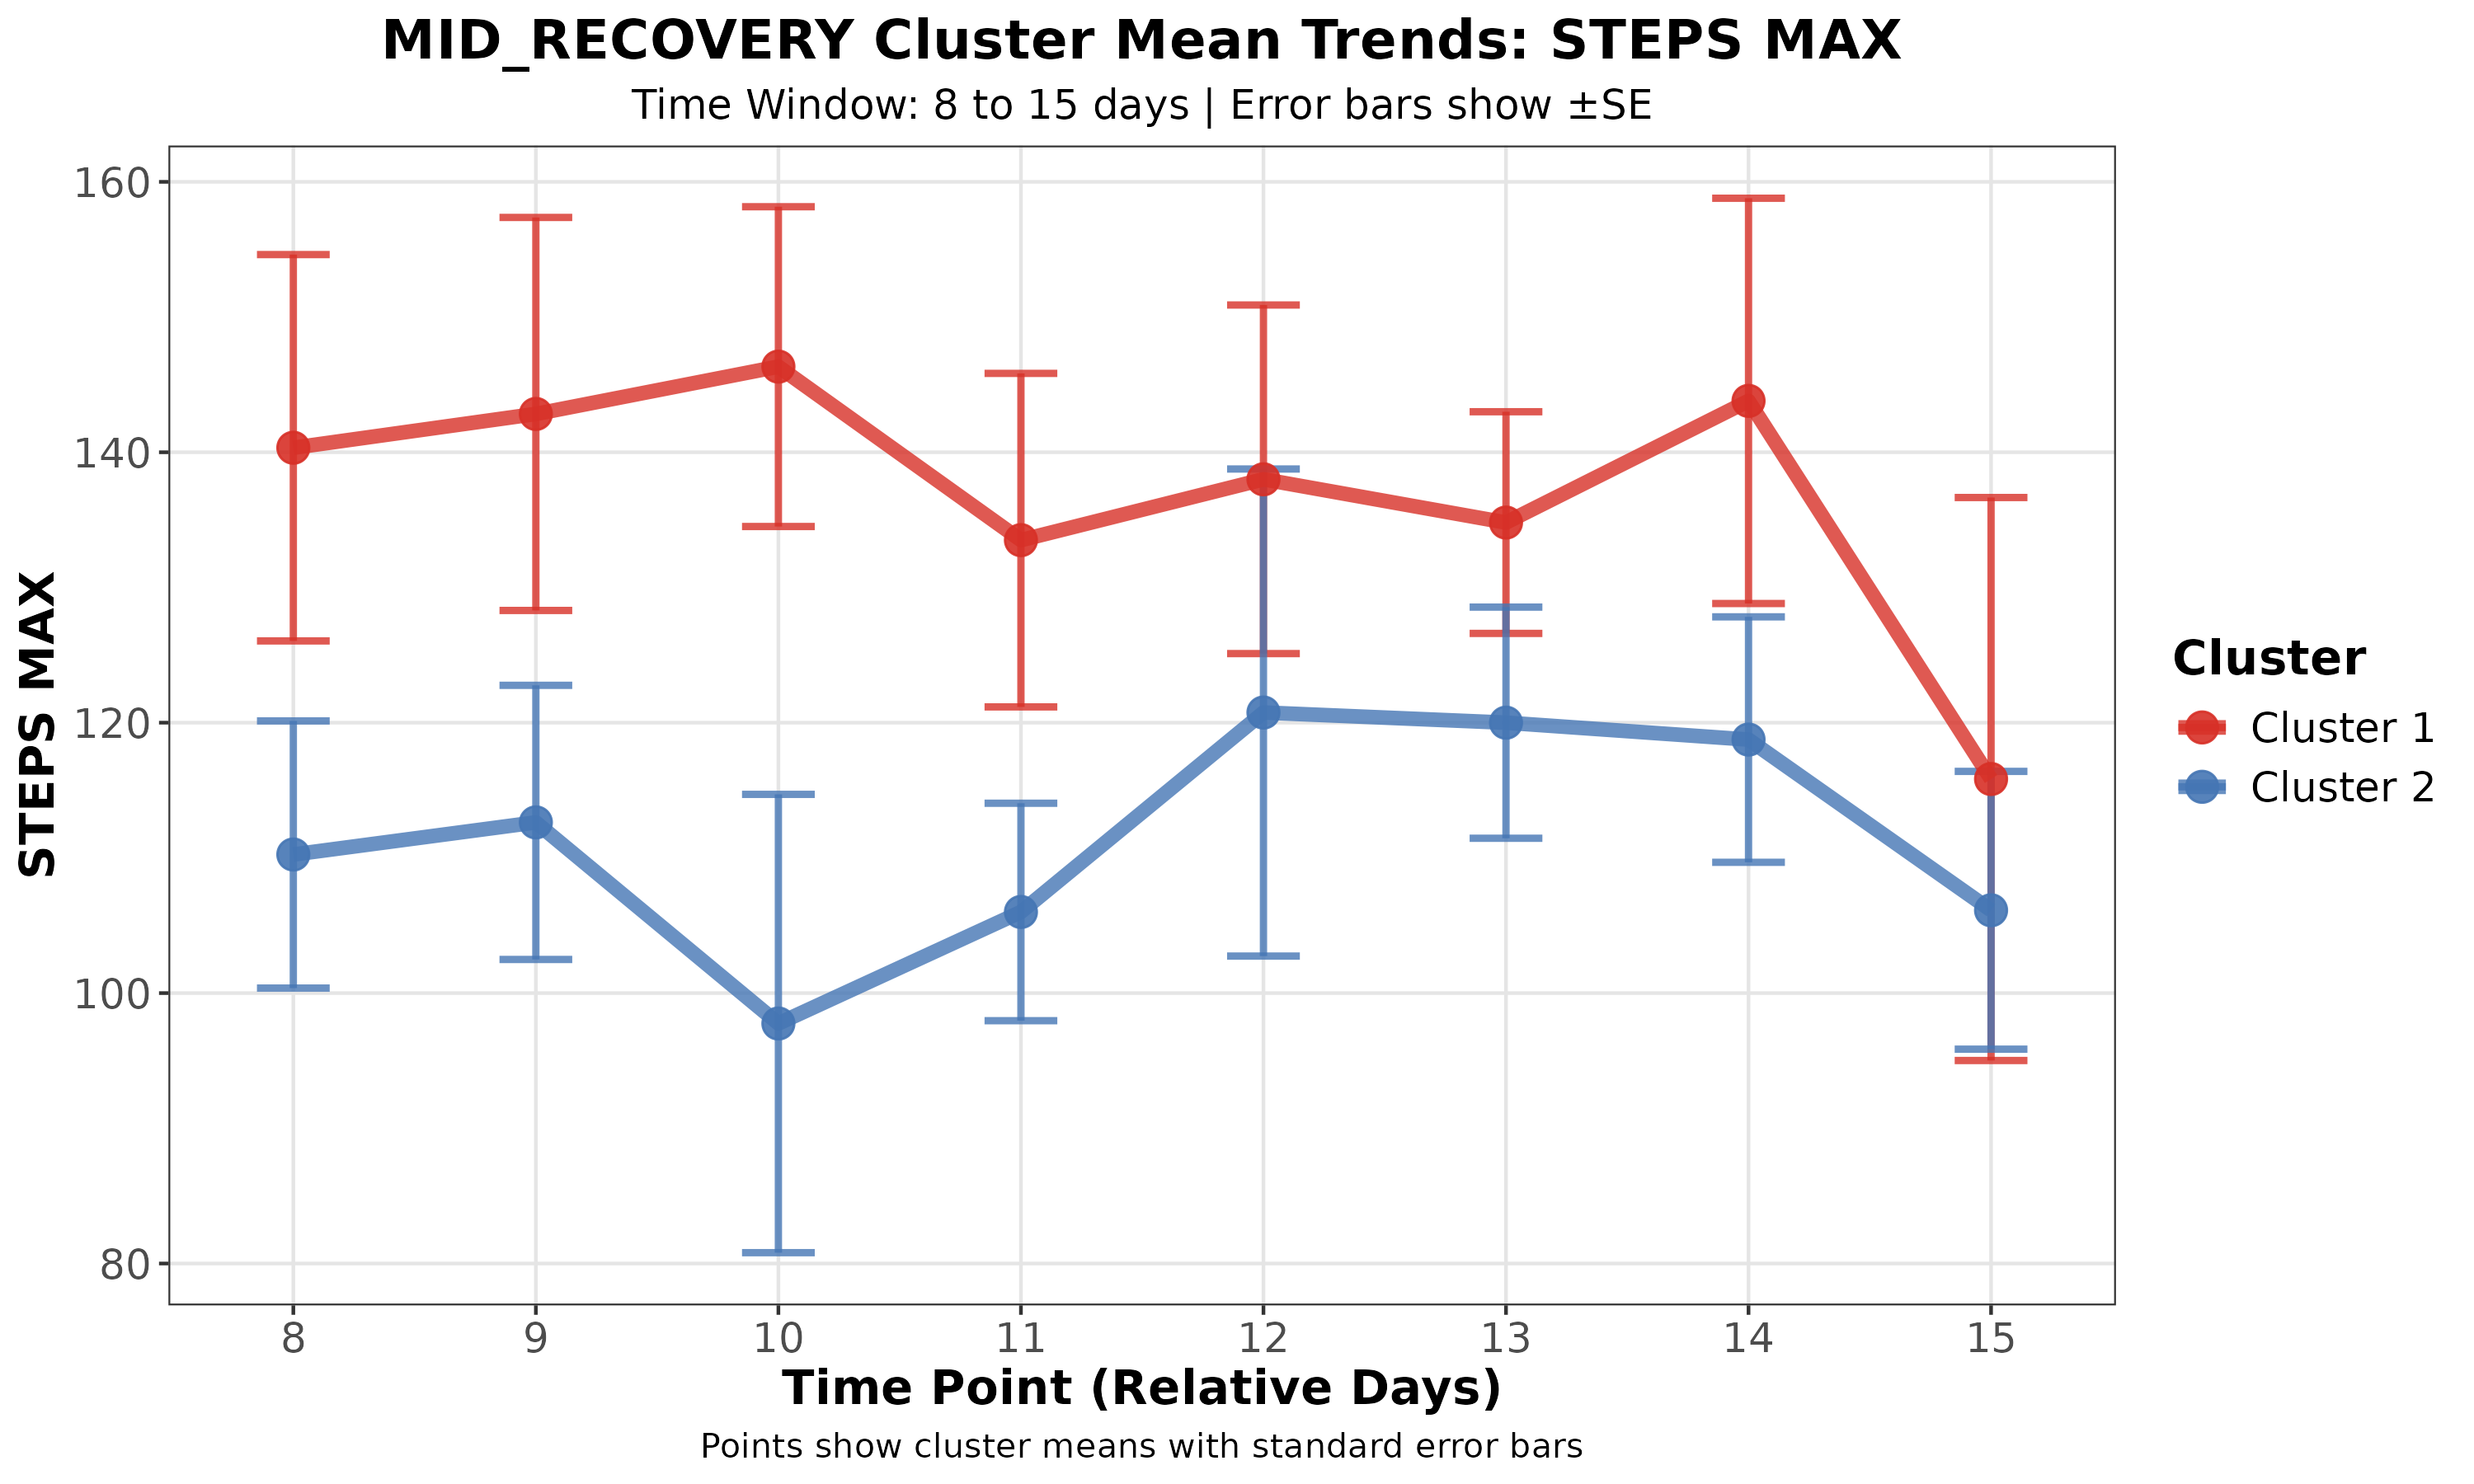 MID_RECOVERY Cluster Mean Trends: STEPS MAX
Time Window: 8 to 15 days | Error bars show ±SE
STEPS MAX
160
140
120
100
80
8 9 10 11 12 13 14 15
Time Point (Relative Days)
Points show cluster means with standard error bars
Cluster
Cluster 1
Cluster 2